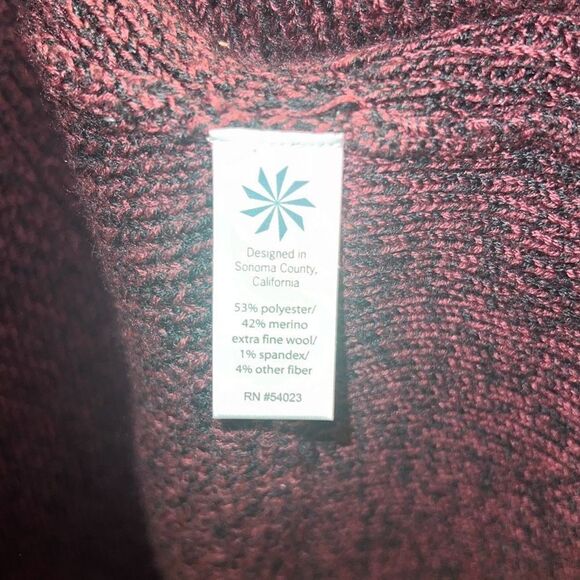 Designed in
Sonoma County,
California
53% polyester/
42% merino
extra fine wool/
1% spandex/
4% other fiber
RN #54023